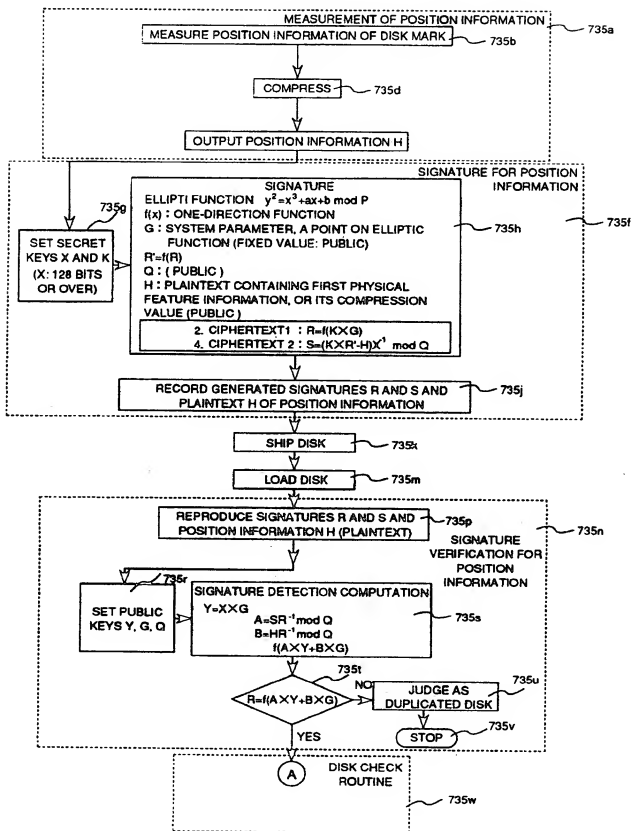 MEASUREMENT OF POSITION INFORMATION
735a
MEASURE POSITION INFORMATION OF DISK MARK
735b
COMPRESS
735d
OUTPUT POSITION INFORMATION H
SIGNATURE FOR POSITION
INFORMATION
735f
735g
SET SECRET
KEYS X AND K
(X: 128 BITS
OR OVER)
SIGNATURE
ELLIPTI FUNCTION y²=x³+ax+b mod P
f(x) : ONE-DIRECTION FUNCTION
G : SYSTEM PARAMETER, A POINT ON ELLIPTIC
FUNCTION (FIXED VALUE: PUBLIC)
R'=f(R)
Q : ( PUBLIC )
H : PLAINTEXT CONTAINING FIRST PHYSICAL
FEATURE INFORMATION, OR ITS COMPRESSION
VALUE (PUBLIC )
2. CIPHERTEXT1 : R=f(K×G)
4. CIPHERTEXT 2 : S=(K×R'-H)X⁻¹ mod Q
735h
RECORD GENERATED SIGNATURES R AND S AND
PLAINTEXT H OF POSITION INFORMATION
735j
SHIP DISK
735k
LOAD DISK
735m
REPRODUCE SIGNATURES R AND S AND
POSITION INFORMATION H (PLAINTEXT)
735p
735n
SIGNATURE
VERIFICATION FOR
POSITION
INFORMATION
735r
SET PUBLIC
KEYS Y, G, Q
SIGNATURE DETECTION COMPUTATION
Y=X×G
A=SR⁻¹mod Q
B=HR⁻¹mod Q
f(A×Y+B×G)
735s
735t
R=f(A×Y+B×G)
NO
JUDGE AS
DUPLICATED DISK
735u
STOP
735v
YES
A
DISK CHECK
ROUTINE
735w